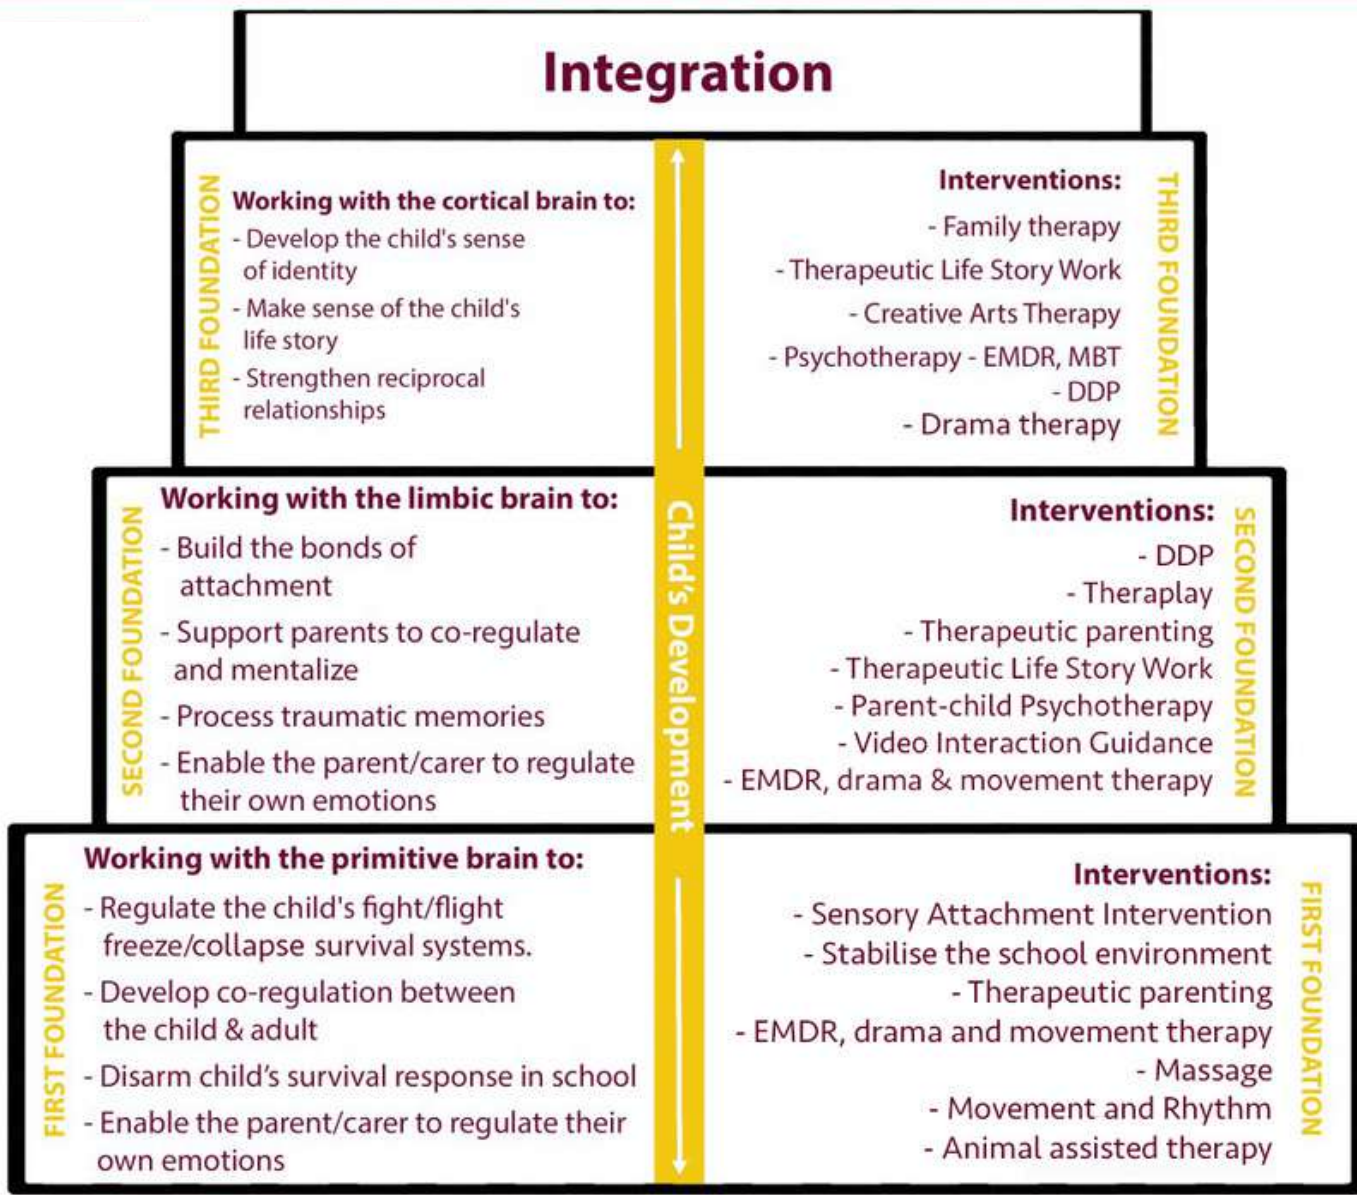 Integration
THIRD FOUNDATION
Working with the cortical brain to:
- Develop the child's sense
of identity
- Make sense of the child's
life story
- Strengthen reciprocal
relationships
Interventions:
- Family therapy
- Therapeutic Life Story Work
- Creative Arts Therapy
- Psychotherapy - EMDR, MBT
- DDP
- Drama therapy
THIRD FOUNDATION
Child's Development
SECOND FOUNDATION
Working with the limbic brain to:
- Build the bonds of
attachment
- Support parents to co-regulate
and mentalize
- Process traumatic memories
- Enable the parent/carer to regulate
their own emotions
Interventions:
- DDP
- Theraplay
- Therapeutic parenting
- Therapeutic Life Story Work
- Parent-child Psychotherapy
- Video Interaction Guidance
- EMDR, drama & movement therapy
SECOND FOUNDATION
FIRST FOUNDATION
Working with the primitive brain to:
- Regulate the child's fight/flight
freeze/collapse survival systems.
- Develop co-regulation between
the child & adult
- Disarm child's survival response in school
- Enable the parent/carer to regulate their
own emotions
Interventions:
- Sensory Attachment Intervention
- Stabilise the school environment
- Therapeutic parenting
- EMDR, drama and movement therapy
- Massage
- Movement and Rhythm
- Animal assisted therapy
FIRST FOUNDATION